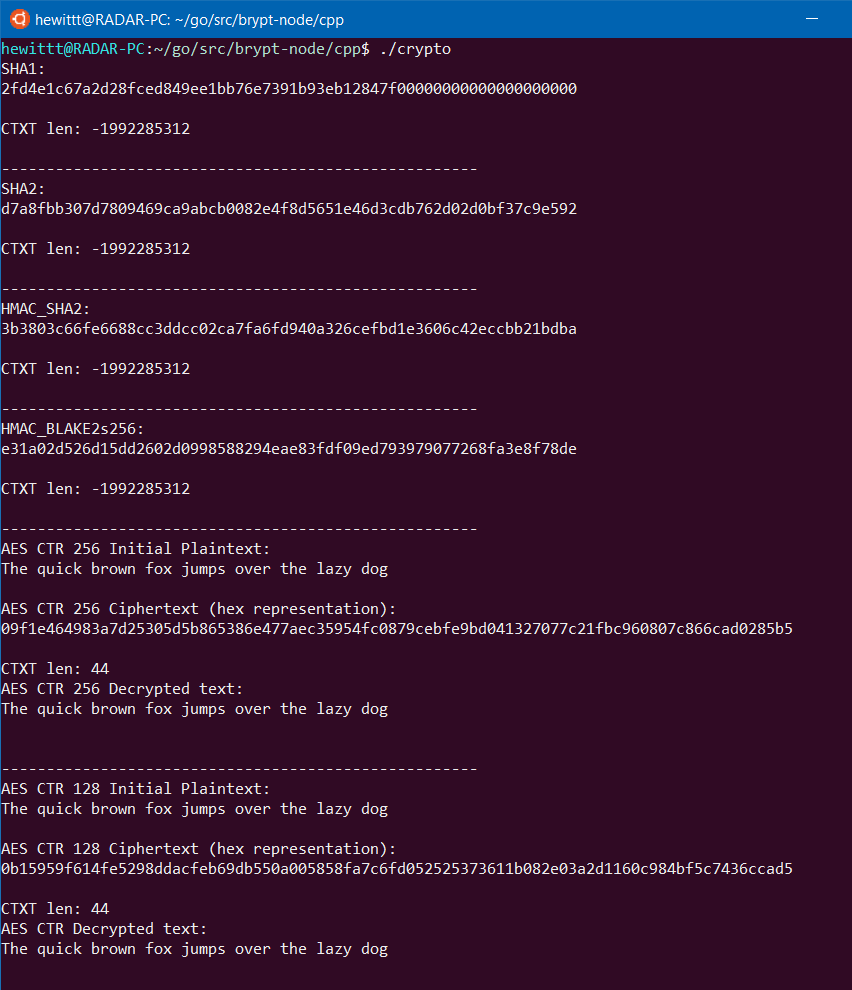 hewittt@RADAR-PC: ~/go/src/brypt-node/cpp
hewittt@RADAR-PC:~/go/src/brypt-node/cpp$ ./crypto
SHA1:
2fd4e1c67a2d28fced849ee1bb76e7391b93eb12847f00000000000000000000
CTXT len: -1992285312
-----------------------------------------------------
SHA2:
d7a8fbb307d7809469ca9abcb0082e4f8d5651e46d3cdb762d02d0bf37c9e592
CTXT len: -1992285312
-----------------------------------------------------
HMAC_SHA2:
3b3803c66fe6688cc3ddcc02ca7fa6fd940a326cefbd1e3606c42eccbb21bdba
CTXT len: -1992285312
-----------------------------------------------------
HMAC_BLAKE2s256:
e31a02d526d15dd2602d0998588294eae83fdf09ed793979077268fa3e8f78de
CTXT len: -1992285312
-----------------------------------------------------
AES CTR 256 Initial Plaintext:
The quick brown fox jumps over the lazy dog
AES CTR 256 Ciphertext (hex representation):
09f1e464983a7d25305d5b865386e477aec35954fc0879cebfe9bd041327077c21fbc960807c866cad0285b5
CTXT len: 44
AES CTR 256 Decrypted text:
The quick brown fox jumps over the lazy dog
-----------------------------------------------------
AES CTR 128 Initial Plaintext:
The quick brown fox jumps over the lazy dog
AES CTR 128 Ciphertext (hex representation):
0b15959f614fe5298ddacfeb69db550a005858fa7c6fd052525373611b082e03a2d1160c984bf5c7436ccad5
CTXT len: 44
AES CTR Decrypted text:
The quick brown fox jumps over the lazy dog